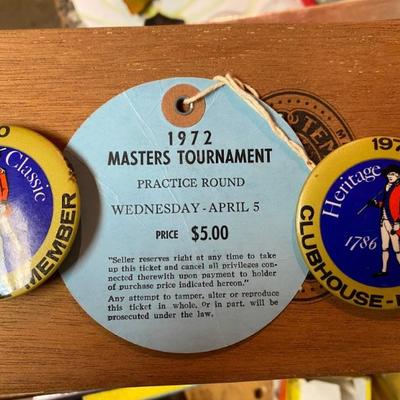 1972
MASTERS TOURNAMENT
PRACTICE ROUND
WEDNESDAY - APRIL 5
PRICE $5.00
"Seller reserves right at any time to take
up this ticket and cancel all privileges con-
nected therewith upon payment to holder
of purchase price indicated hereon."
Any attempt to tamper, alter or reproduce
this ticket in whole, or in part, will be
prosecuted under the law.
Classic
MEMBER
197
Heritage
1786
CLUBHOUSE-